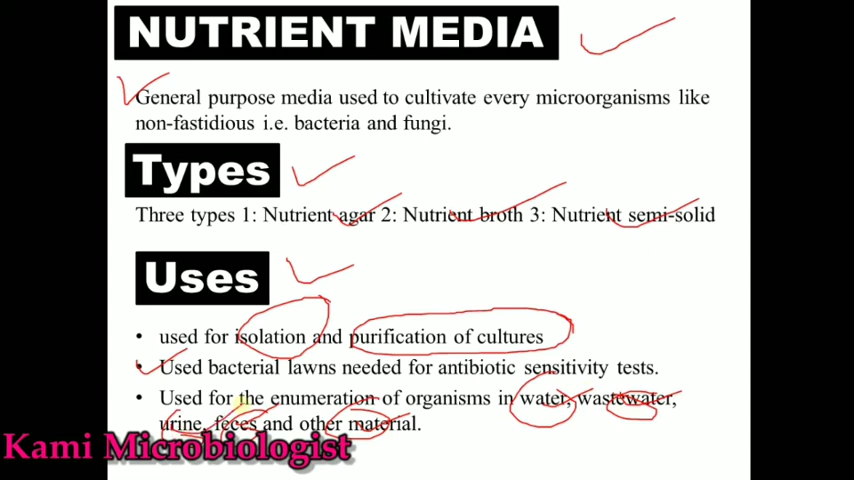 NUTRIENT MEDIA
General purpose media used to cultivate every microorganisms like
non-fastidious i.e. bacteria and fungi.
Types
Three types 1: Nutrient agar 2: Nutrient broth 3: Nutrient semi-solid
Uses
• used for isolation and purification of cultures
• Used bacterial lawns needed for antibiotic sensitivity tests.
• Used for the enumeration of organisms in water, wastewater,
urine, feces and other material.
Kami Microbiologist